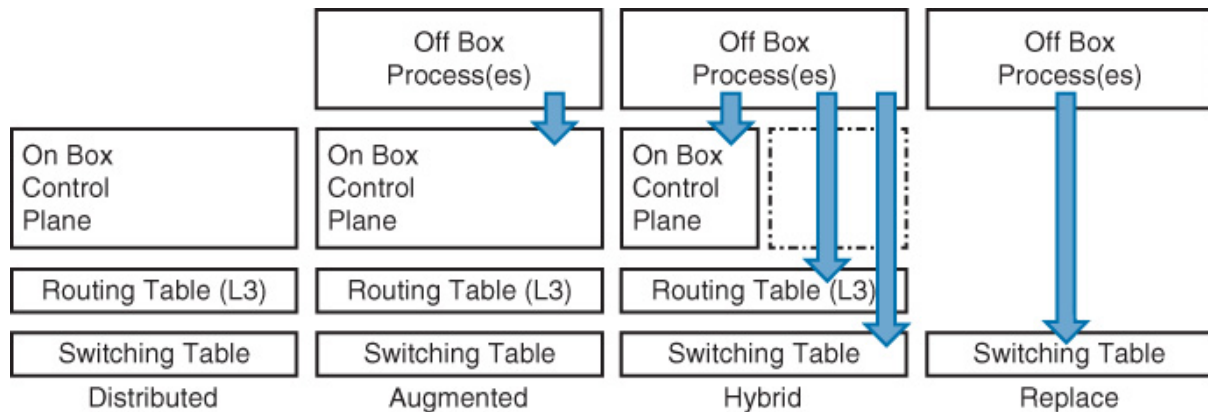 Off Box
Process(es)
Off Box
Process(es)
Off Box
Process(es)
On Box
Control
Plane
On Box
Control
Plane
On Box
Control
Plane
Routing Table (L3)
Routing Table (L3)
Routing Table (L3)
Switching Table
Switching Table
Switching Table
Switching Table
Distributed
Augmented
Hybrid
Replace